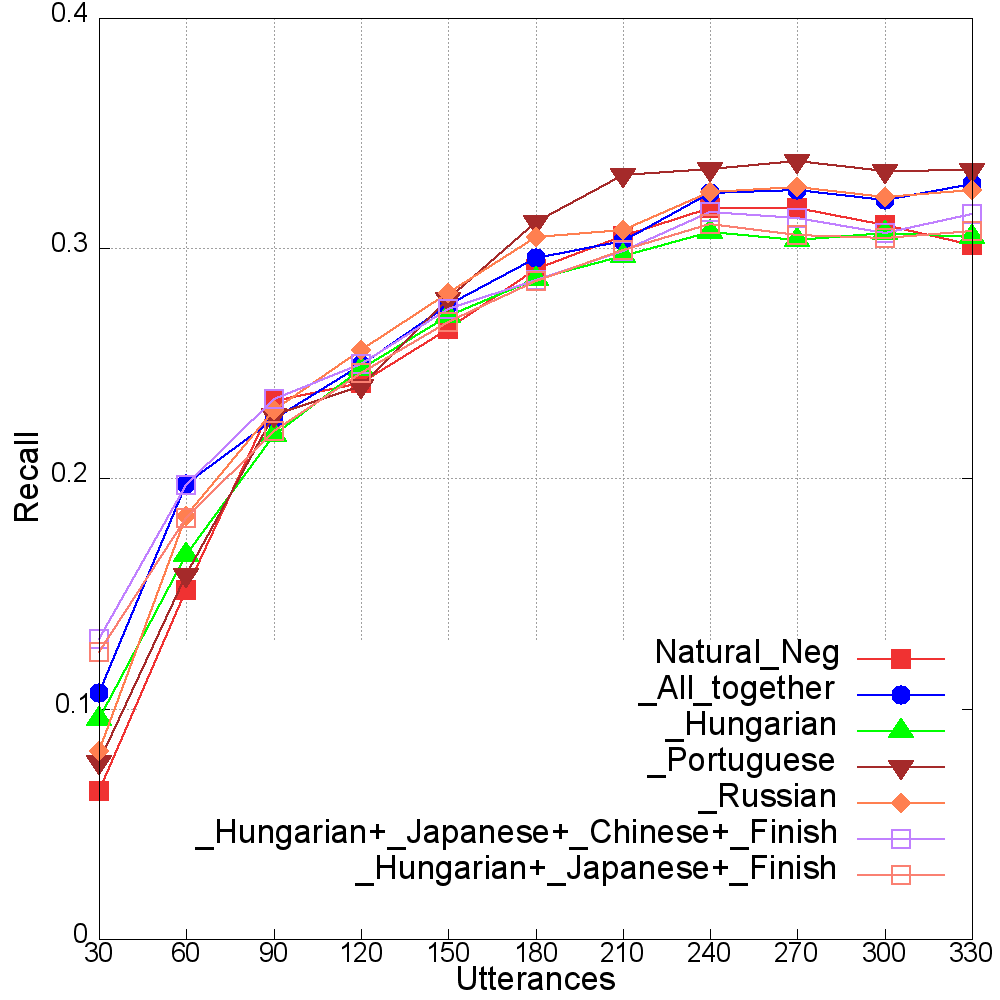 0.4
0.3
0.2
0.1
0
Recall
Natural_Neg
_All_together
_Hungarian
_Portuguese
_Russian
_Hungarian+_Japanese+_Chinese+_Finish
_Hungarian+_Japanese+_Finish
30 60 90 120 150 180 210 240 270 300 330
Utterances